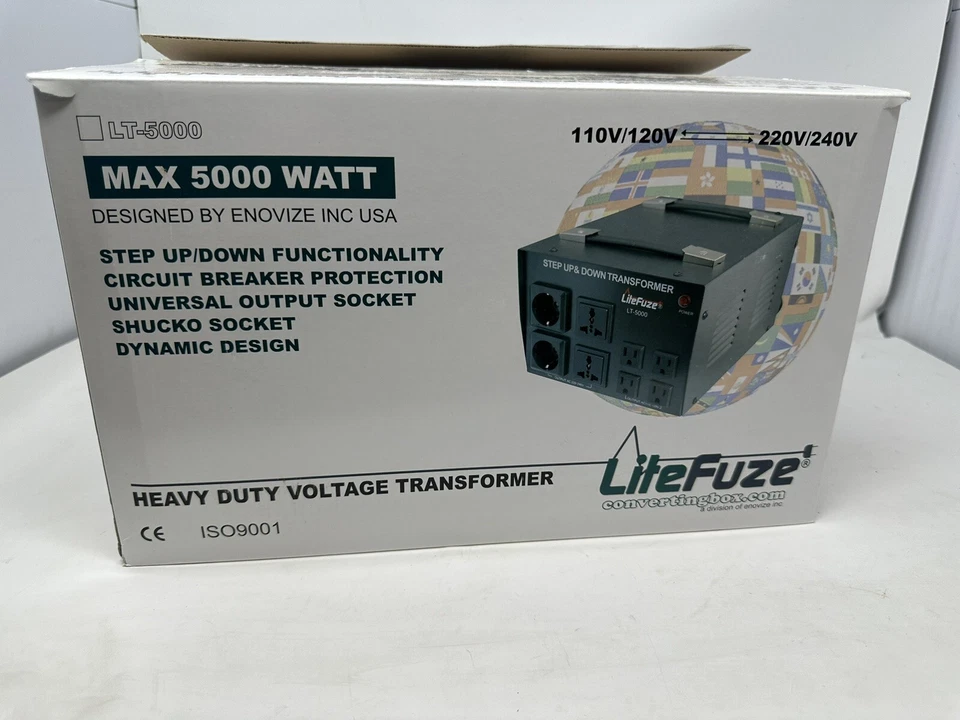 LT-5000
110V/120V 220V/240V
MAX 5000 WATT
DESIGNED BY ENOVIZE INC USA
STEP UP/DOWN FUNCTIONALITY
CIRCUIT BREAKER PROTECTION
UNIVERSAL OUTPUT SOCKET
SHUCKO SOCKET
DYNAMIC DESIGN
STEP UP& DOWN TRANSFORMER
LiteFuze®
LT-5000
POWER
HEAVY DUTY VOLTAGE TRANSFORMER
LiteFuze®
convertingbox.com
a division of enovize inc
CE ISO9001